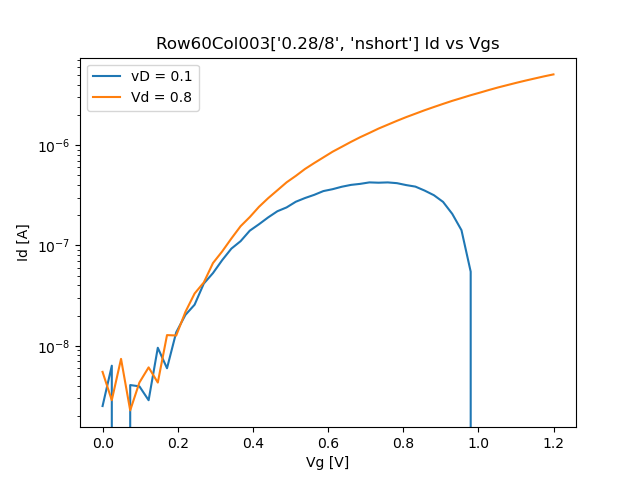 Row60Col003['0.28/8', 'nshort'] Id vs Vgs
vD = 0.1
Vd = 0.8
Id [A]
10⁻⁶
10⁻⁷
10⁻⁸
0.0 0.2 0.4 0.6 0.8 1.0 1.2
Vg [V]